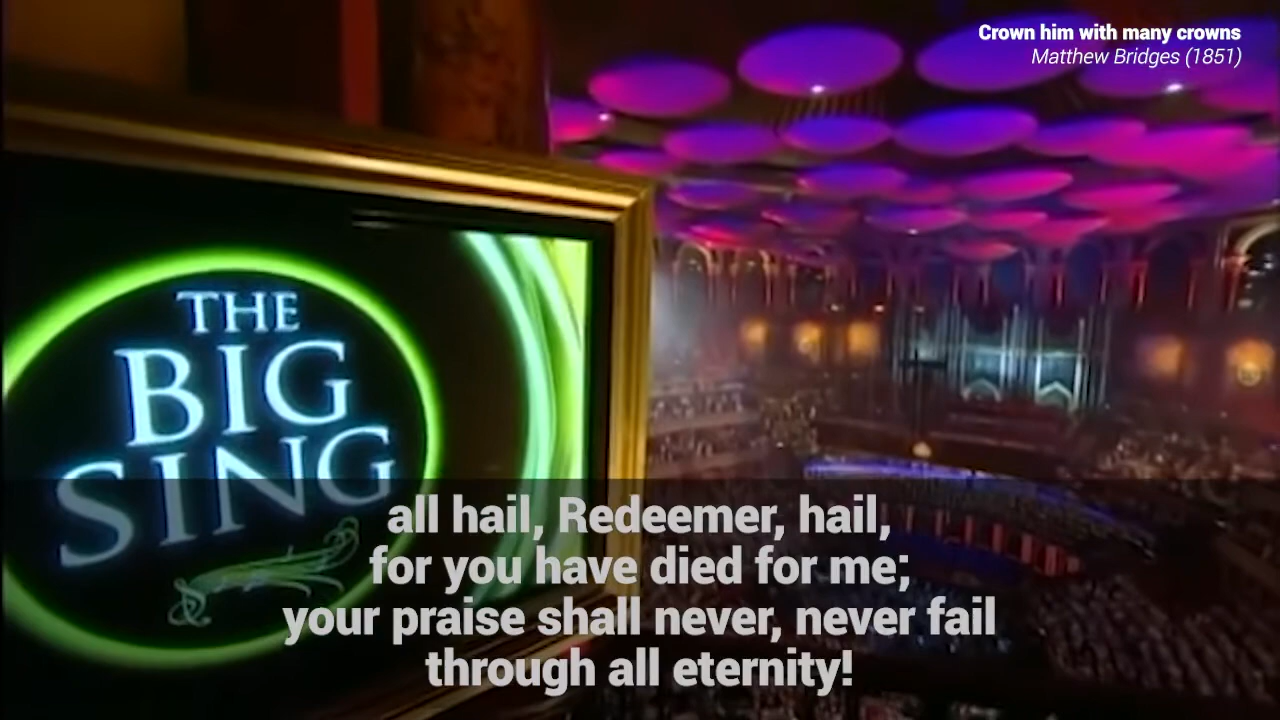 Crown him with many crowns
Matthew Bridges (1851)
THE
BIG
SING
all hail, Redeemer, hail,
for you have died for me;
your praise shall never, never fail
through all eternity!